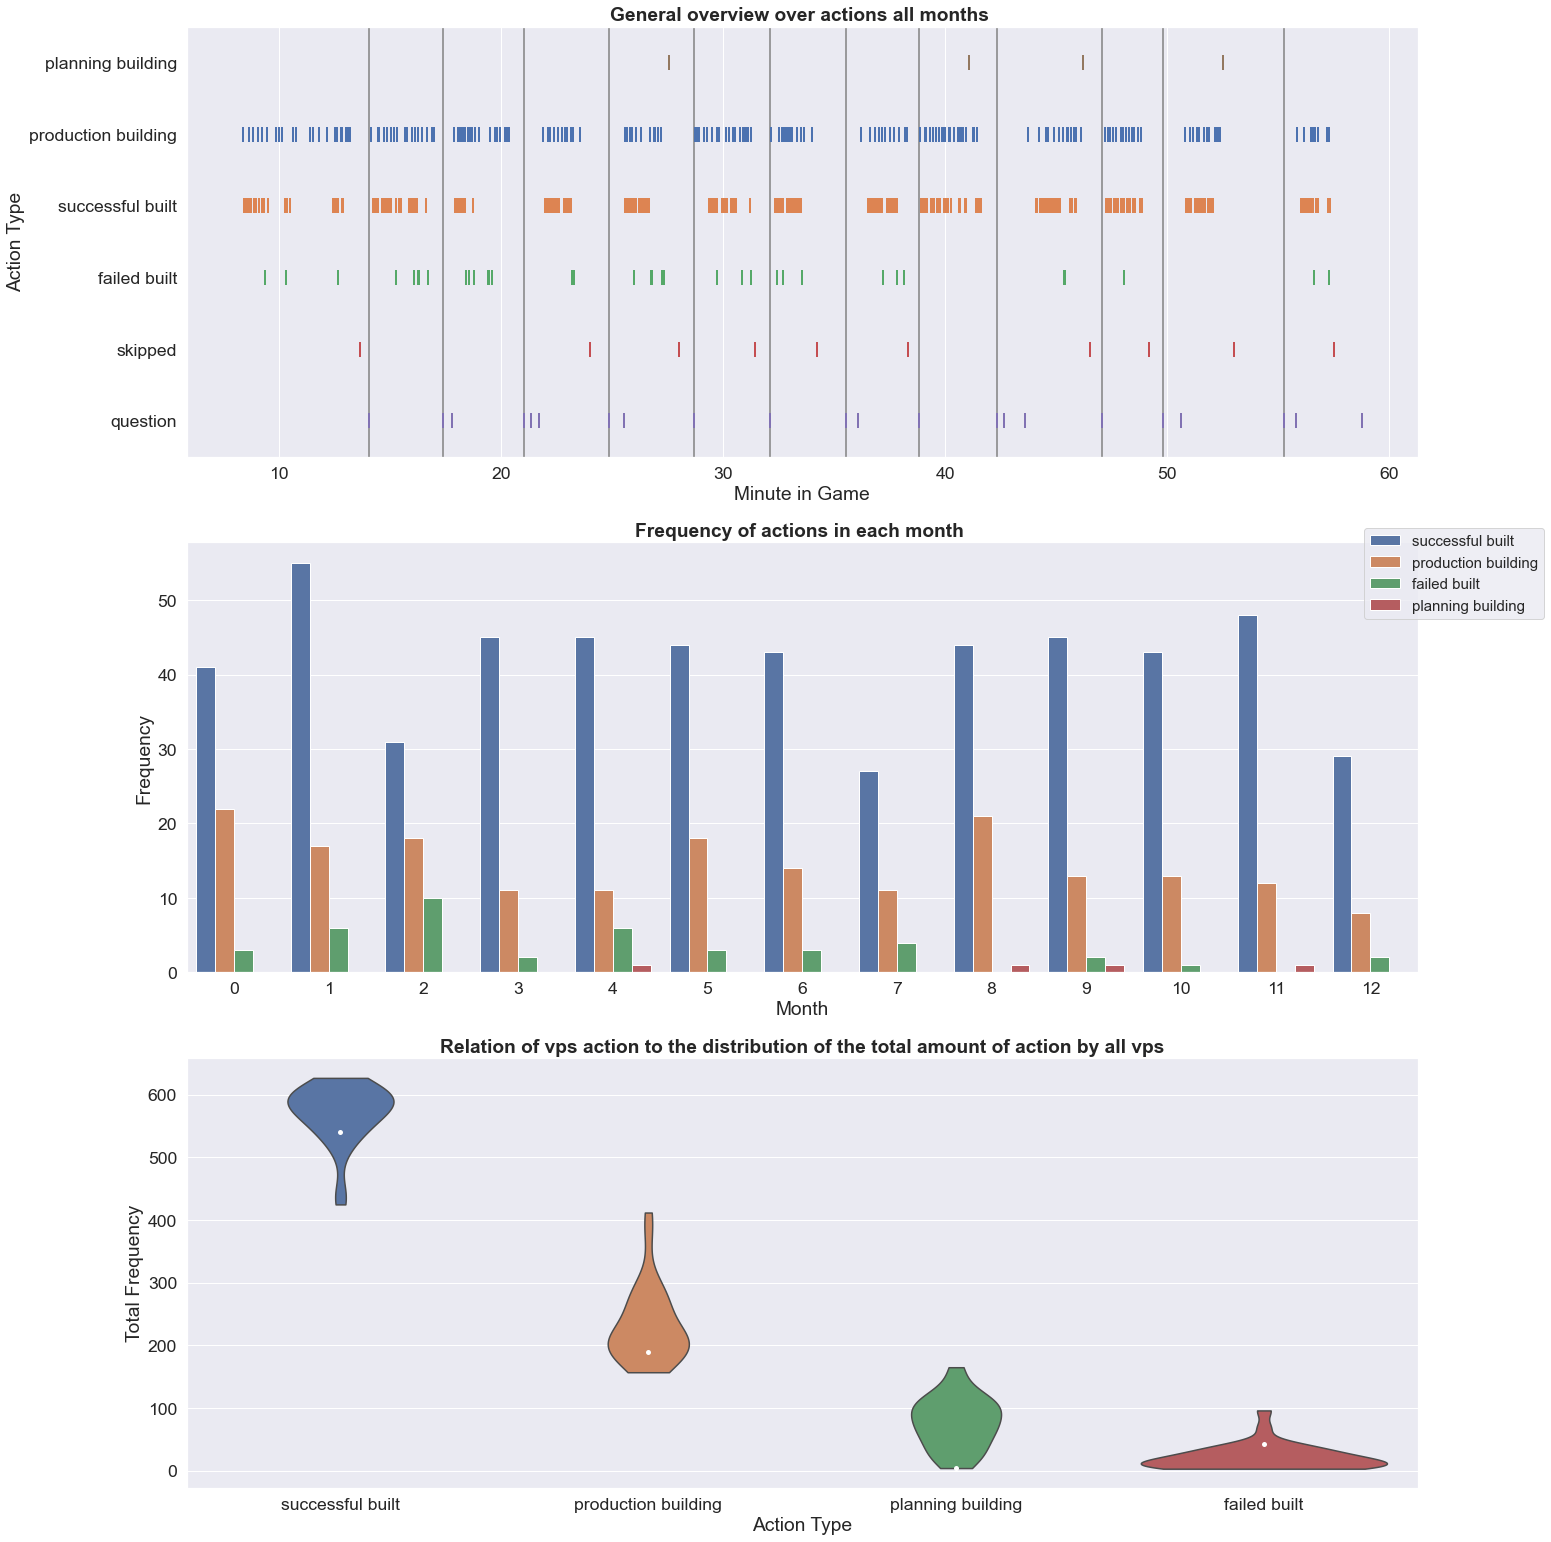 General overview over actions all months
planning building
production building
successful built
failed built
skipped
question
Action Type
10 20 30 40 50 60
Minute in Game
Frequency of actions in each month
successful built
production building
failed built
planning building
50
40
30
20
10
0
Frequency
0 1 2 3 4 5 6 7 8 9 10 11 12
Month
Relation of vps action to the distribution of the total amount of action by all vps
600
500
400
300
200
100
0
Total Frequency
successful built production building planning building failed built
Action Type